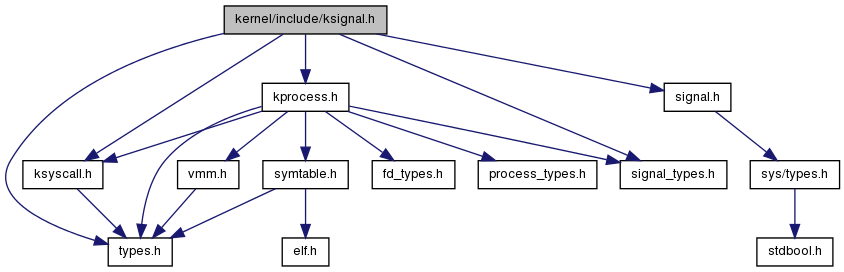 kernel/include/ksignal.h
kprocess.h
signal.h
ksyscall.h
vmm.h
symtable.h
fd_types.h
process_types.h
signal_types.h
sys/types.h
types.h
elf.h
stdbool.h